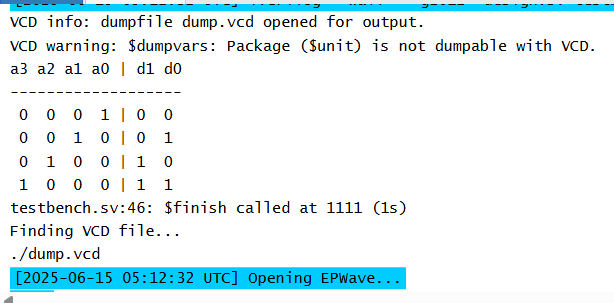 VCD info: dumpfile dump.vcd opened for output.
VCD warning: $dumpvars: Package ($unit) is not dumpable with VCD.
a3 a2 a1 a0 | d1 d0
-------------------
0 0 0 1 | 0 0
0 0 1 0 | 0 1
0 1 0 0 | 1 0
1 0 0 0 | 1 1
testbench.sv:46: $finish called at 1111 (1s)
Finding VCD file...
./dump.vcd
[2025-06-15 05:12:32 UTC] Opening EPWave...